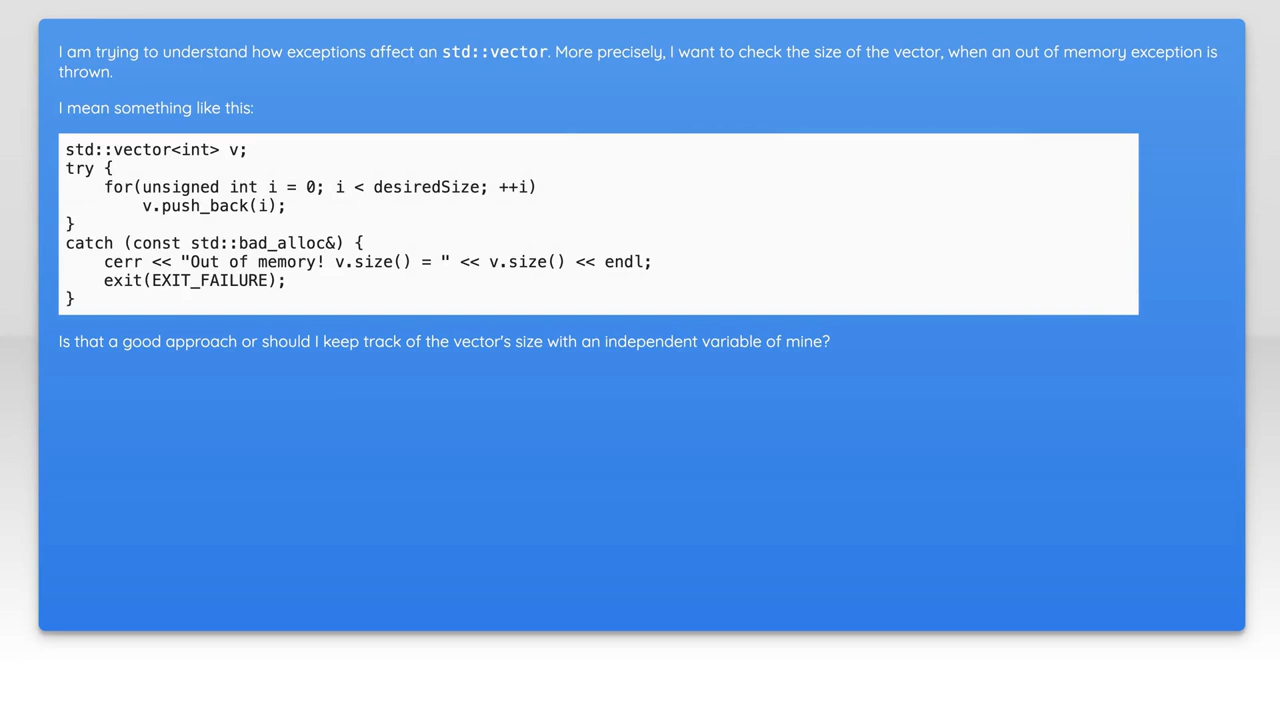 I am trying to understand how exceptions affect an std::vector. More precisely, I want to check the size of the vector, when an out of memory exception is
thrown.
I mean something like this:
std::vector<int> v;
try {
    for(unsigned int i = 0; i < desiredSize; ++i)
        v.push_back(i);
}
catch (const std::bad_alloc&) {
    cerr << "Out of memory! v.size() = " << v.size() << endl;
    exit(EXIT_FAILURE);
}
Is that a good approach or should I keep track of the vector's size with an independent variable of mine?